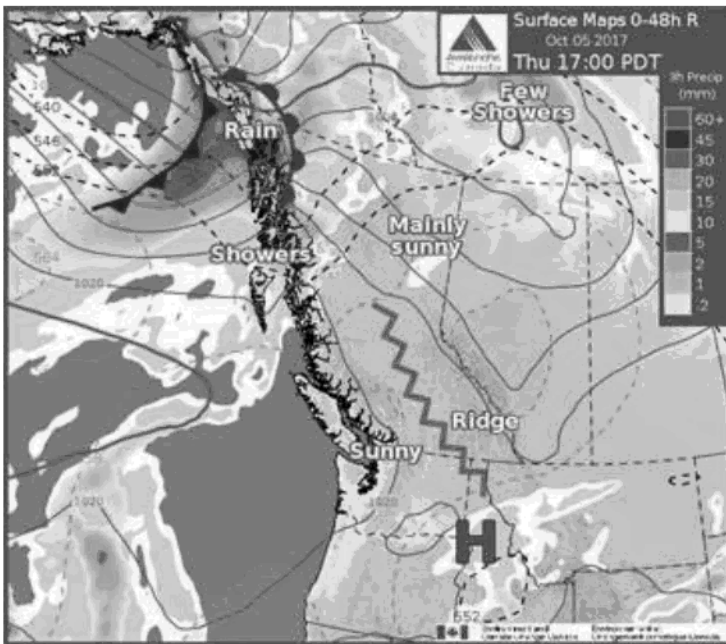 Surface Maps 0-48h R
Oct.05 2017
Thu 17:00 PDT
3h Precip
(mm)
60+
45
30
20
15
10
5
2
1
.2
Few
Showers
Rain
540
546
Mainly
sunny
Showers
564
1020
Ridge
Sunny
1020
1020
H
552